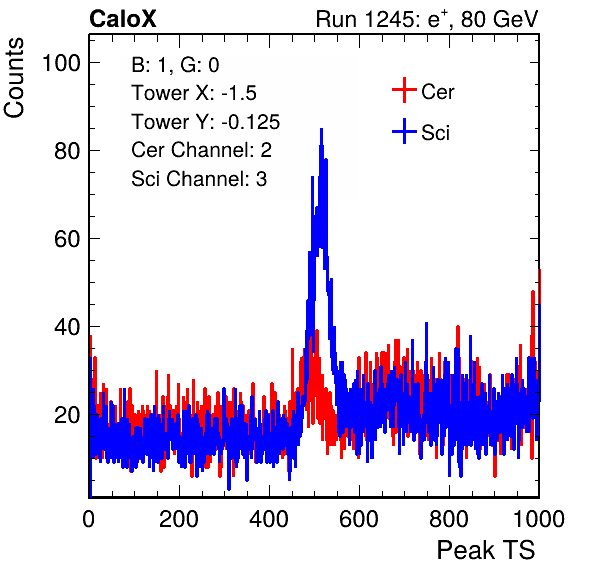 CaloX
Run 1245: e+, 80 GeV
Counts
100
80
60
40
20
B: 1, G: 0
Tower X: -1.5
Tower Y: -0.125
Cer Channel: 2
Sci Channel: 3
Cer
Sci
0 200 400 600 800 1000
Peak TS